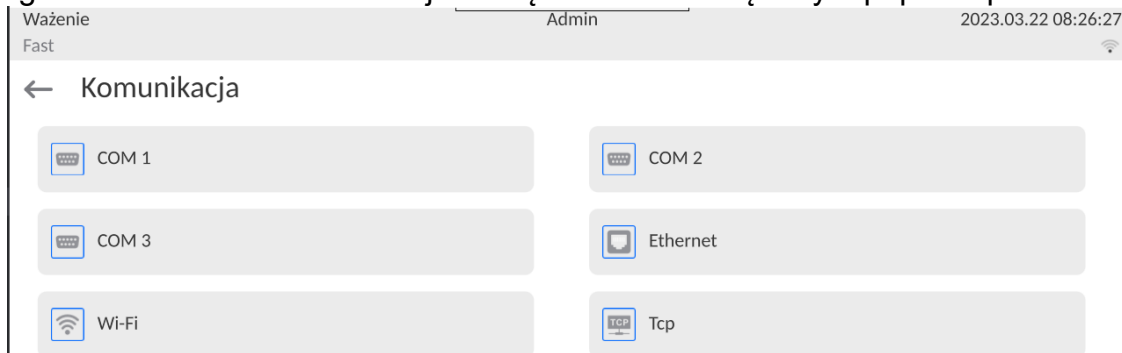 Ważenie Admin 2023.03.22 08:26:27
Fast
← Komunikacja
COM 1 COM 2
COM 3 Ethernet
Wi-Fi TCP Tcp